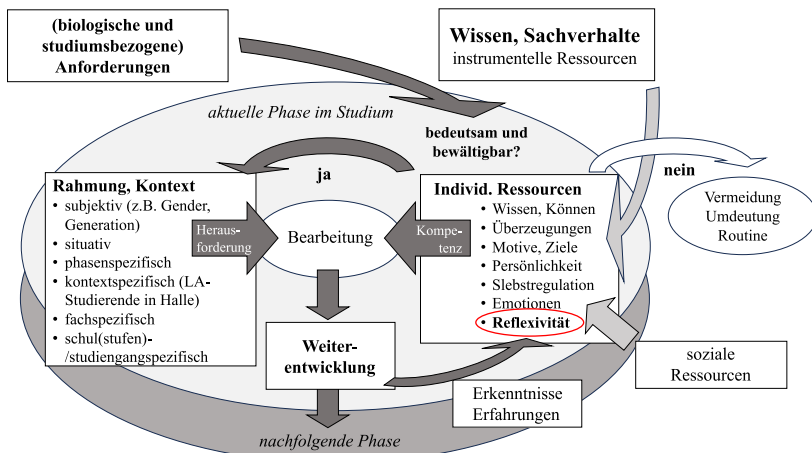 (biologische und
studiumsbezogene)
Anforderungen
Wissen, Sachverhalte
instrumentelle Ressourcen
aktuelle Phase im Studium
bedeutsam und
bewältigbar?
ja
nein
Rahmung, Kontext
• subjektiv (z.B. Gender,
Generation)
• situativ
• phasenspezifisch
• kontextspezifisch (LA-
Studierende in Halle)
• fachspezifisch
• schul(stufen)-
/studiengangspezifisch
Heraus-
forderung
Bearbeitung
Kompe-
tenz
Individ. Ressourcen
• Wissen, Können
• Überzeugungen
• Motive, Ziele
• Persönlichkeit
• Slebstregulation
• Emotionen
• Reflexivität
Vermeidung
Umdeutung
Routine
Weiter-
entwicklung
soziale
Ressourcen
Erkenntnisse
Erfahrungen
nachfolgende Phase